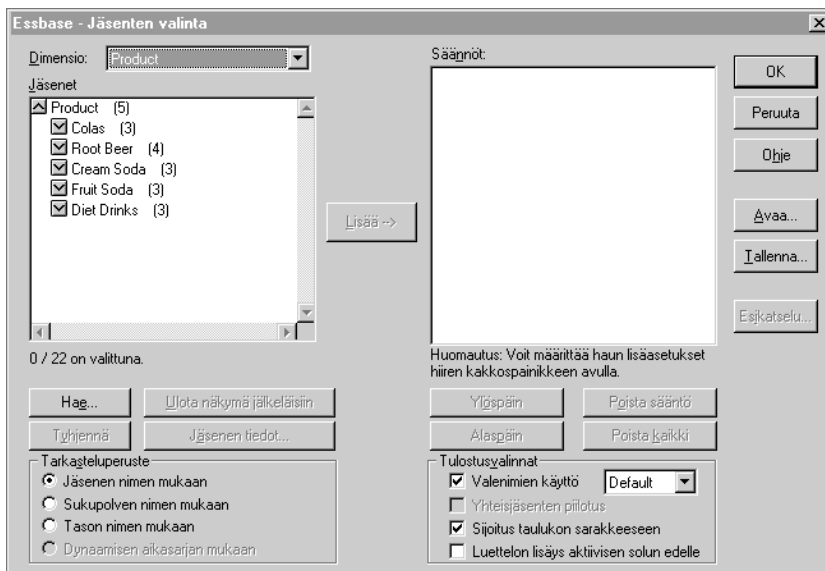 Essbase - Jäsenten valinta
Dimensio: Product
Jäsenet
Product (5)
Colas (3)
Root Beer (4)
Cream Soda (3)
Fruit Soda (3)
Diet Drinks (3)
0 / 22 on valittuna.
Hae...
Ulota näkymä jälkeläisiin
Tyhjennä
Jäsenen tiedot...
Tarkasteluperuste
Jäsenen nimen mukaan
Sukupolven nimen mukaan
Tason nimen mukaan
Dynaamisen aikasarjan mukaan
Lisää -->
Säännöt:
Huomautus: Voit määrittää haun lisäasetukset
hiiren kakkospainikkeen avulla.
Ylöspäin
Poista sääntö
Alaspäin
Poista kaikki
Tulostusvalinnat
Valenimien käyttö Default
Yhteisjäsenten piilotus
Sijoitus taulukon sarakkeeseen
Luettelon lisäys aktiivisen solun edelle
OK
Peruuta
Ohje
Avaa...
Tallenna...
Esikatselu...